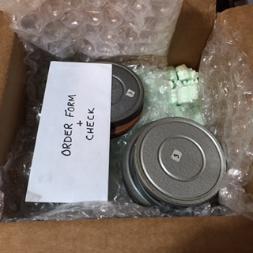 ORDER FORM
+
CHECK